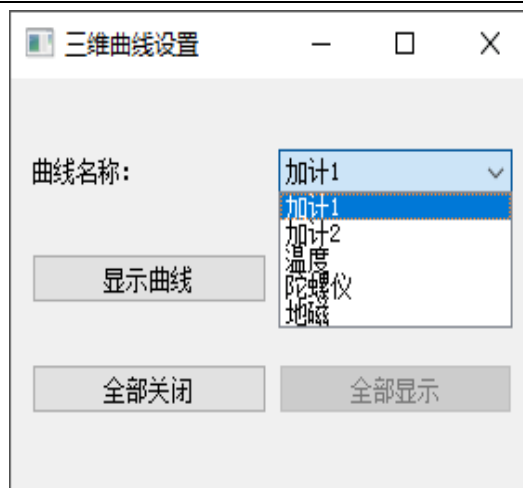 三维曲线设置
曲线名称: 加计1
加计1
加计2
温度
显示曲线
陀螺仪
地磁
全部关闭 全部显示